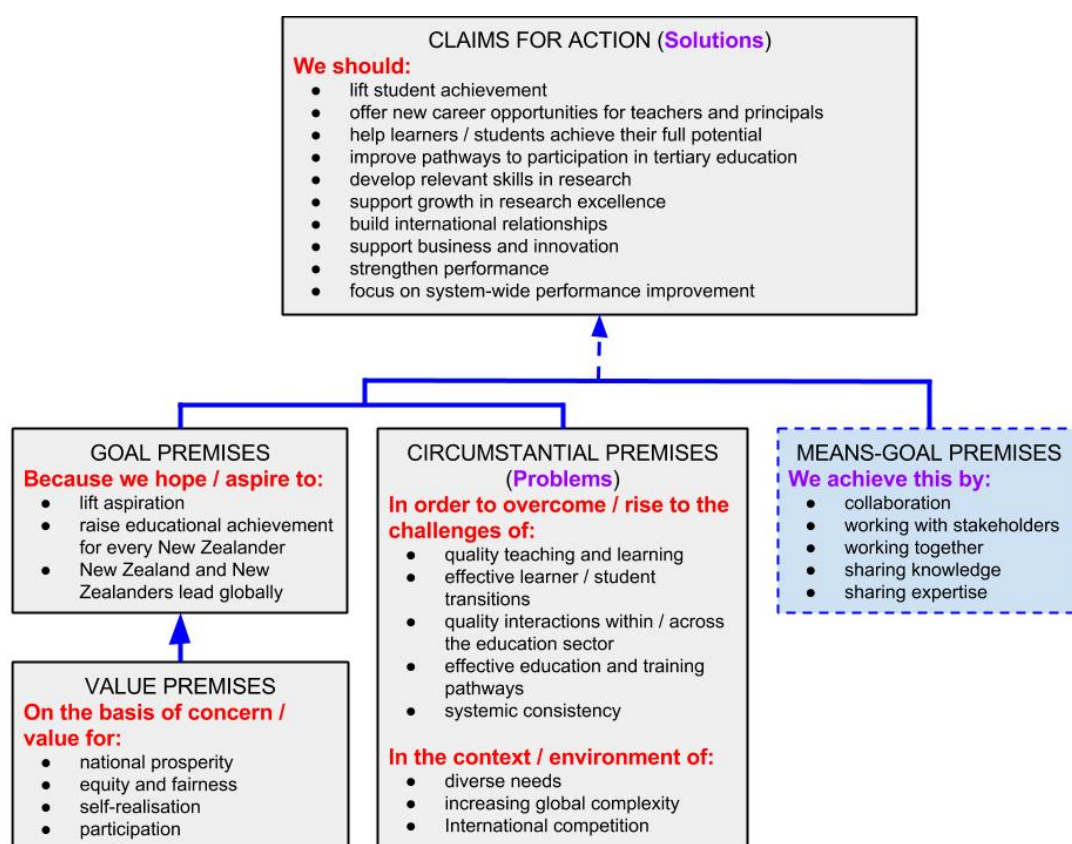 CLAIMS FOR ACTION (Solutions)
We should:
● lift student achievement
● offer new career opportunities for teachers and principals
● help learners / students achieve their full potential
● improve pathways to participation in tertiary education
● develop relevant skills in research
● support growth in research excellence
● build international relationships
● support business and innovation
● strengthen performance
● focus on system-wide performance improvement
GOAL PREMISES
Because we hope / aspire to:
● lift aspiration
● raise educational achievement
for every New Zealander
● New Zealand and New
Zealanders lead globally
VALUE PREMISES
On the basis of concern /
value for:
● national prosperity
● equity and fairness
● self-realisation
● participation
CIRCUMSTANTIAL PREMISES
(Problems)
In order to overcome / rise to the
challenges of:
● quality teaching and learning
● effective learner / student
transitions
● quality interactions within / across
the education sector
● effective education and training
pathways
● systemic consistency
In the context / environment of:
● diverse needs
● increasing global complexity
● International competition
MEANS-GOAL PREMISES
We achieve this by:
● collaboration
● working with stakeholders
● working together
● sharing knowledge
● sharing expertise